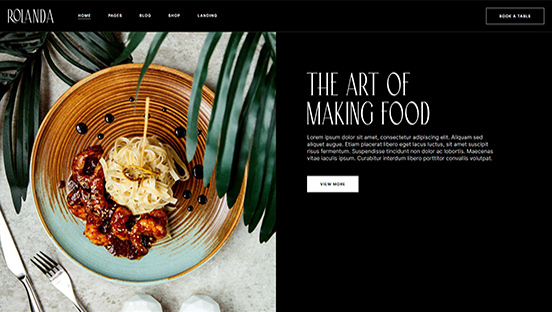 ROLANDA
HOME PAGES BLOG SHOP LANDING
BOOK A TABLE
THE ART OF
MAKING FOOD
Lorem ipsum dolor sit amet, consectetur adipiscing elit. Aliquam sed
aliquet augue. Etiam placerat libero eget lacus luctus, sit amet suscipit
risus fermentum. Suspendisse tincidunt non dolor ac lobortis. Maecenas
vitae iaculis ipsum. Curabitur interdum libero porttitor convallis volutpat.
VIEW MORE